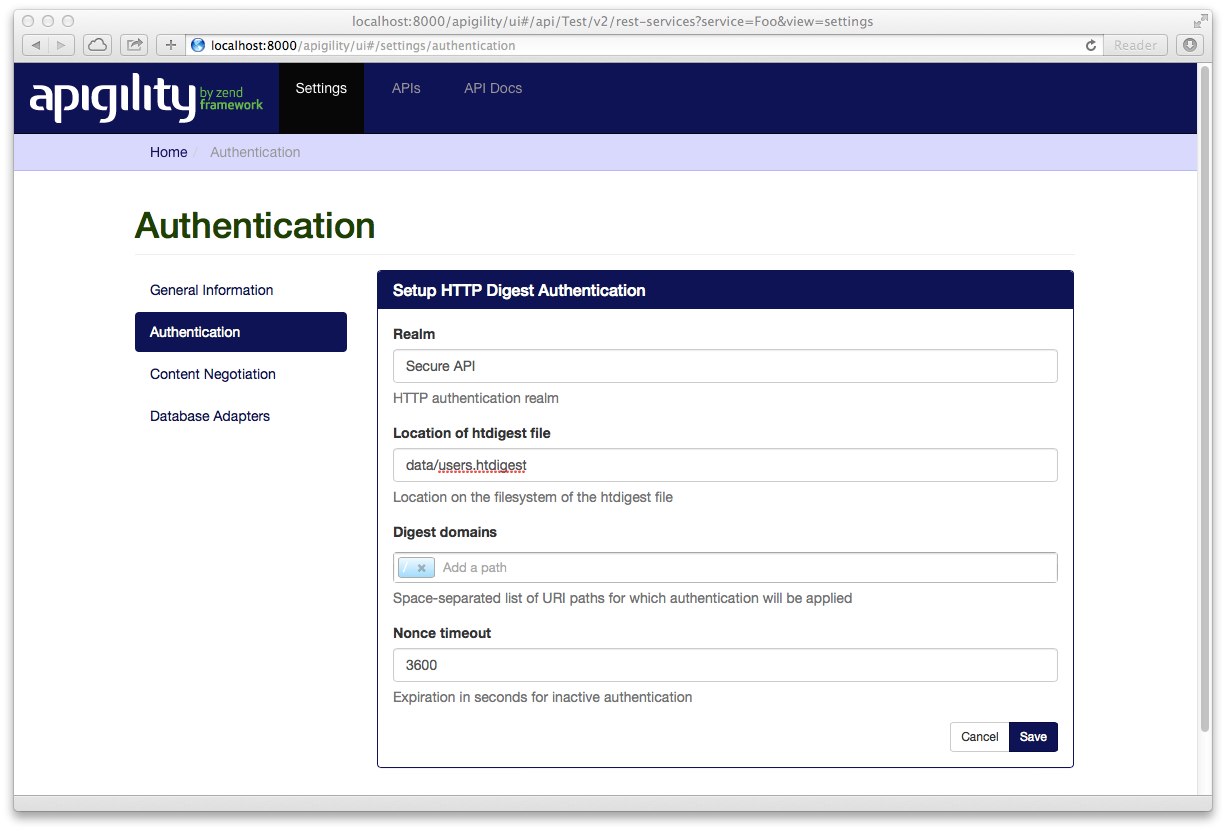 localhost:8000/apigility/ui#/api/Test/v2/rest-services?service=Foo&view=settings
localhost:8000/apigility/ui#/settings/authentication
Reader
apigility by zend framework
Settings
APIs
API Docs
Home / Authentication
Authentication
General Information
Authentication
Content Negotiation
Database Adapters
Setup HTTP Digest Authentication
Realm
Secure API
HTTP authentication realm
Location of htdigest file
data/users.htdigest
Location on the filesystem of the htdigest file
Digest domains
/ × Add a path
Space-separated list of URI paths for which authentication will be applied
Nonce timeout
3600
Expiration in seconds for inactive authentication
Cancel
Save